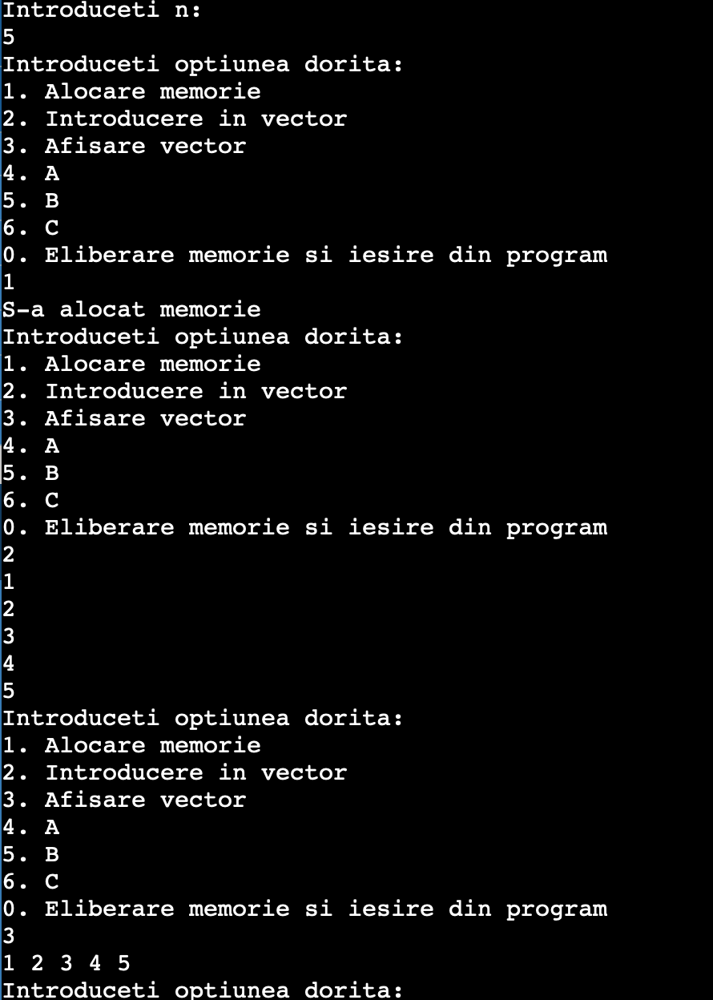 Introduceti n:
5
Introduceti optiunea dorita:
1. Alocare memorie
2. Introducere in vector
3. Afisare vector
4. A
5. B
6. C
0. Eliberare memorie si iesire din program
1
S-a alocat memorie
Introduceti optiunea dorita:
1. Alocare memorie
2. Introducere in vector
3. Afisare vector
4. A
5. B
6. C
0. Eliberare memorie si iesire din program
2
1
2
3
4
5
Introduceti optiunea dorita:
1. Alocare memorie
2. Introducere in vector
3. Afisare vector
4. A
5. B
6. C
0. Eliberare memorie si iesire din program
3
1 2 3 4 5
Introduceti optiunea dorita: